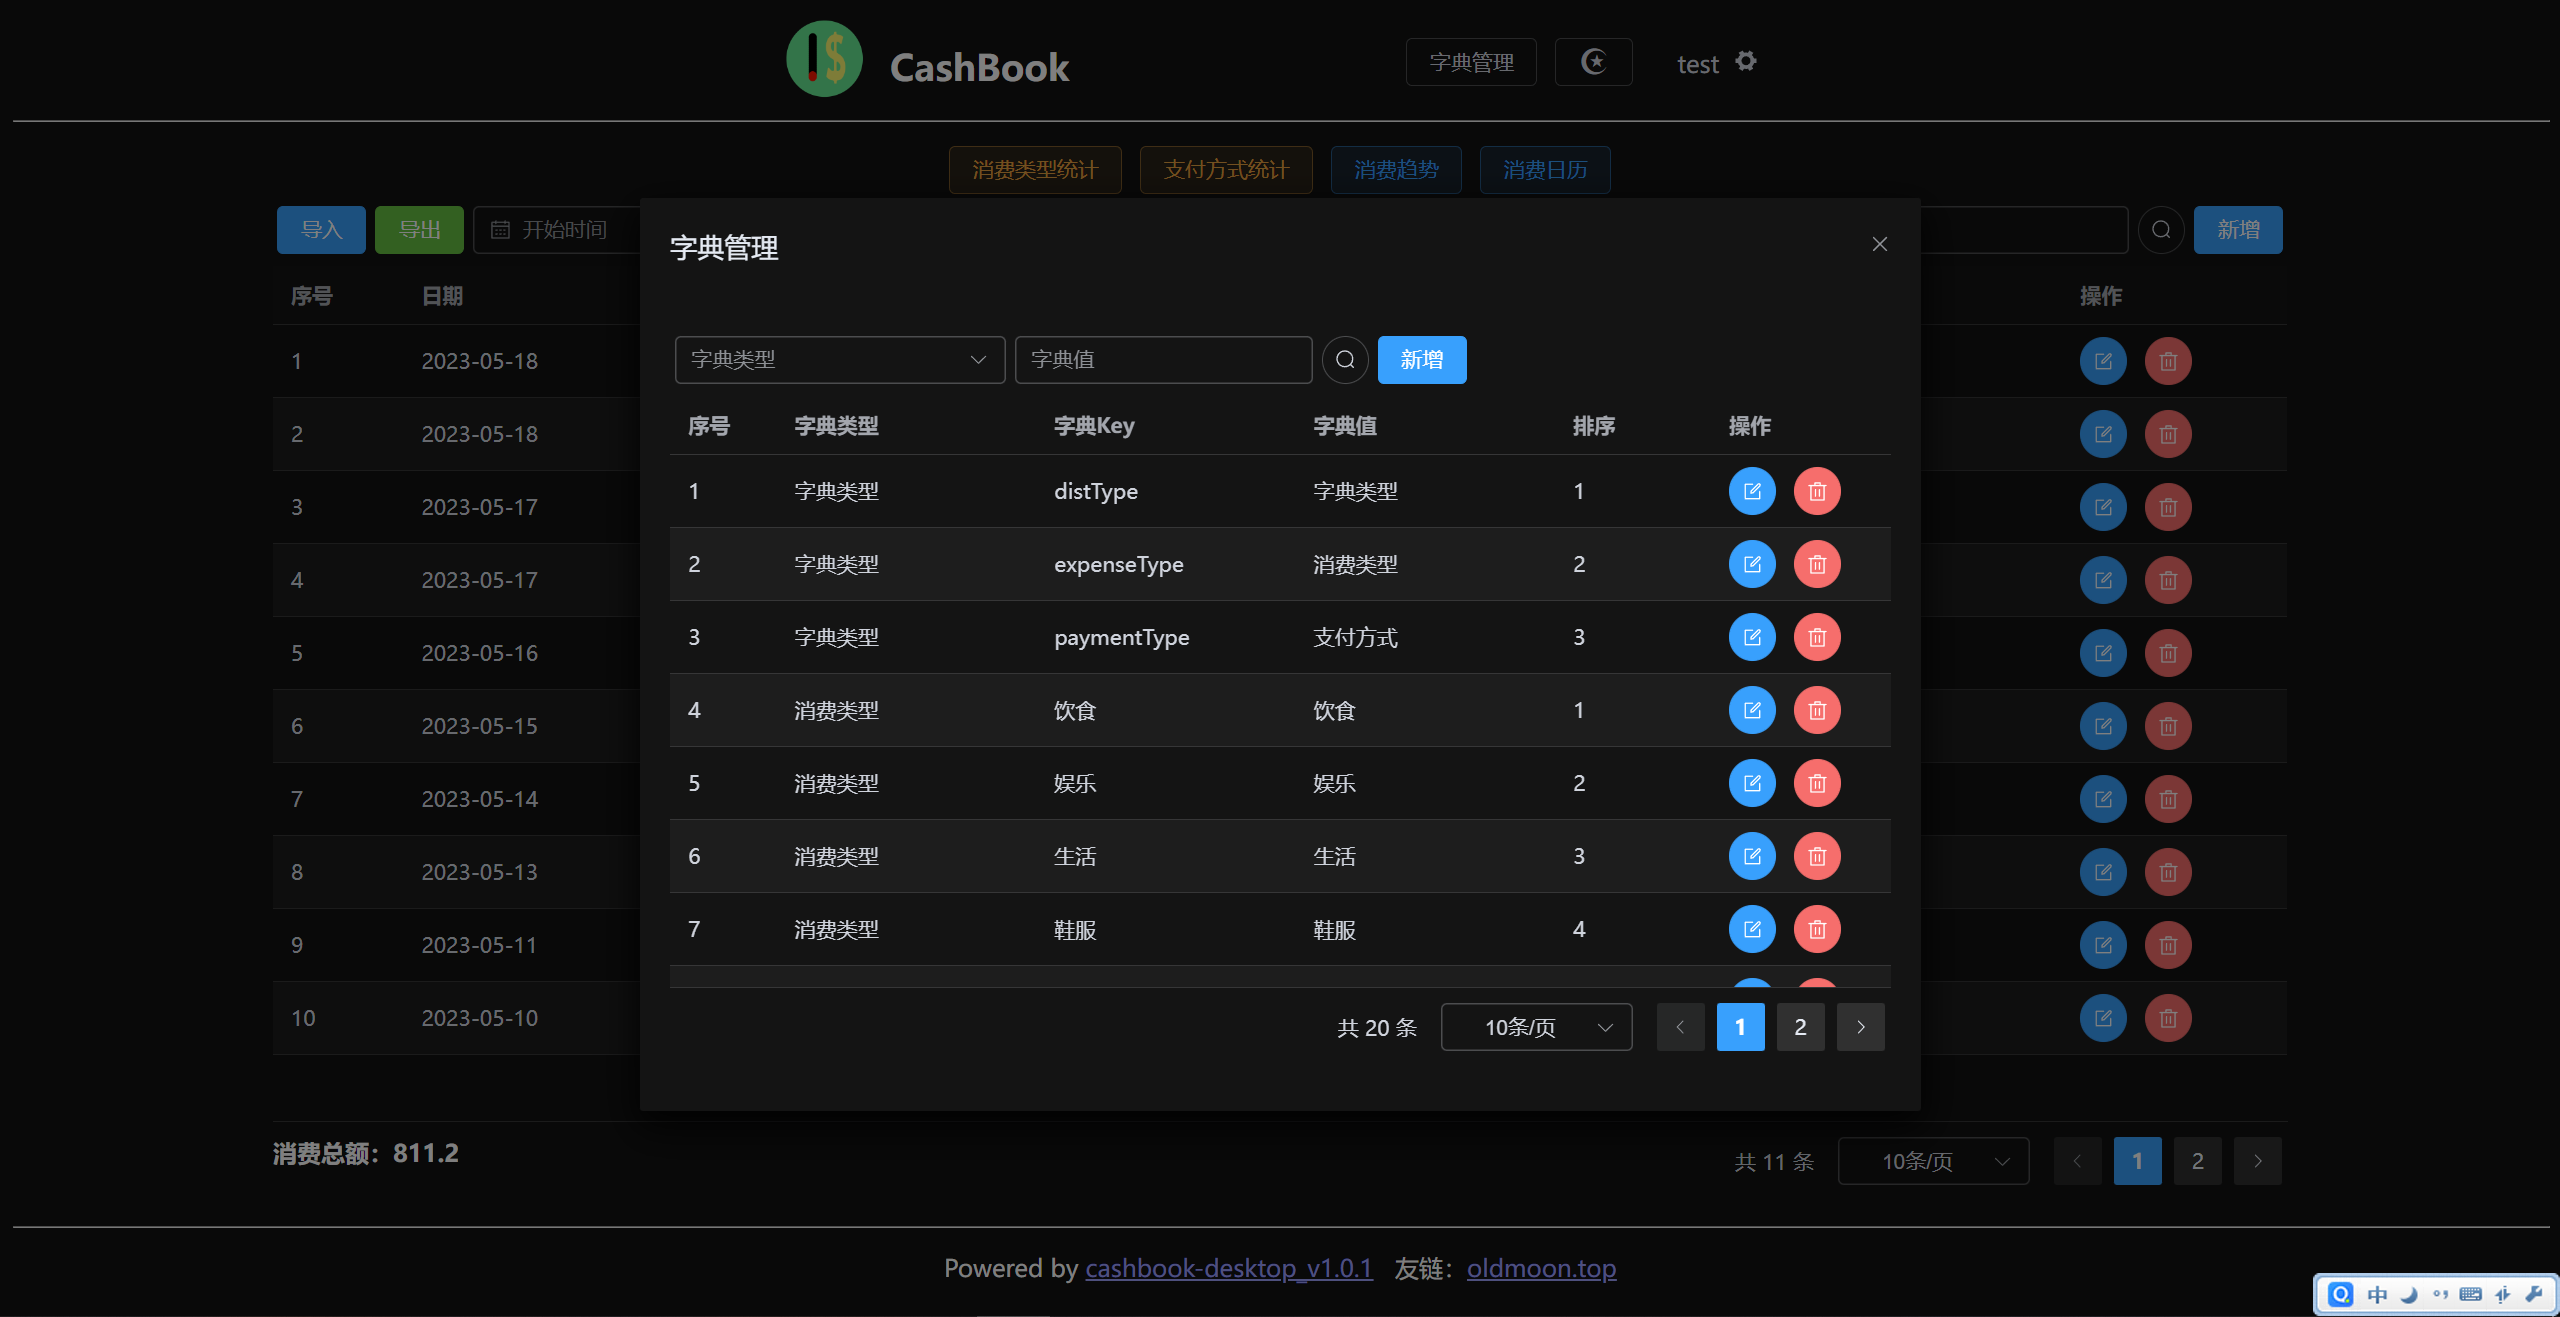 CashBook
字典管理
test
消费类型统计 支付方式统计 消费趋势 消费日历
导入 导出 开始时间 新增
序号 日期 操作
1 2023-05-18
2 2023-05-18
3 2023-05-17
4 2023-05-17
5 2023-05-16
6 2023-05-15
7 2023-05-14
8 2023-05-13
9 2023-05-11
10 2023-05-10
字典管理
字典类型 字典值 新增
序号 字典类型 字典Key 字典值 排序 操作
1 字典类型 distType 字典类型 1
2 字典类型 expenseType 消费类型 2
3 字典类型 paymentType 支付方式 3
4 消费类型 饮食 饮食 1
5 消费类型 娱乐 娱乐 2
6 消费类型 生活 生活 3
7 消费类型 鞋服 鞋服 4
共 20 条 10条/页 1 2
消费总额：811.2
共 11 条 10条/页 1 2
Powered by cashbook-desktop_v1.0.1 友链：oldmoon.top
中